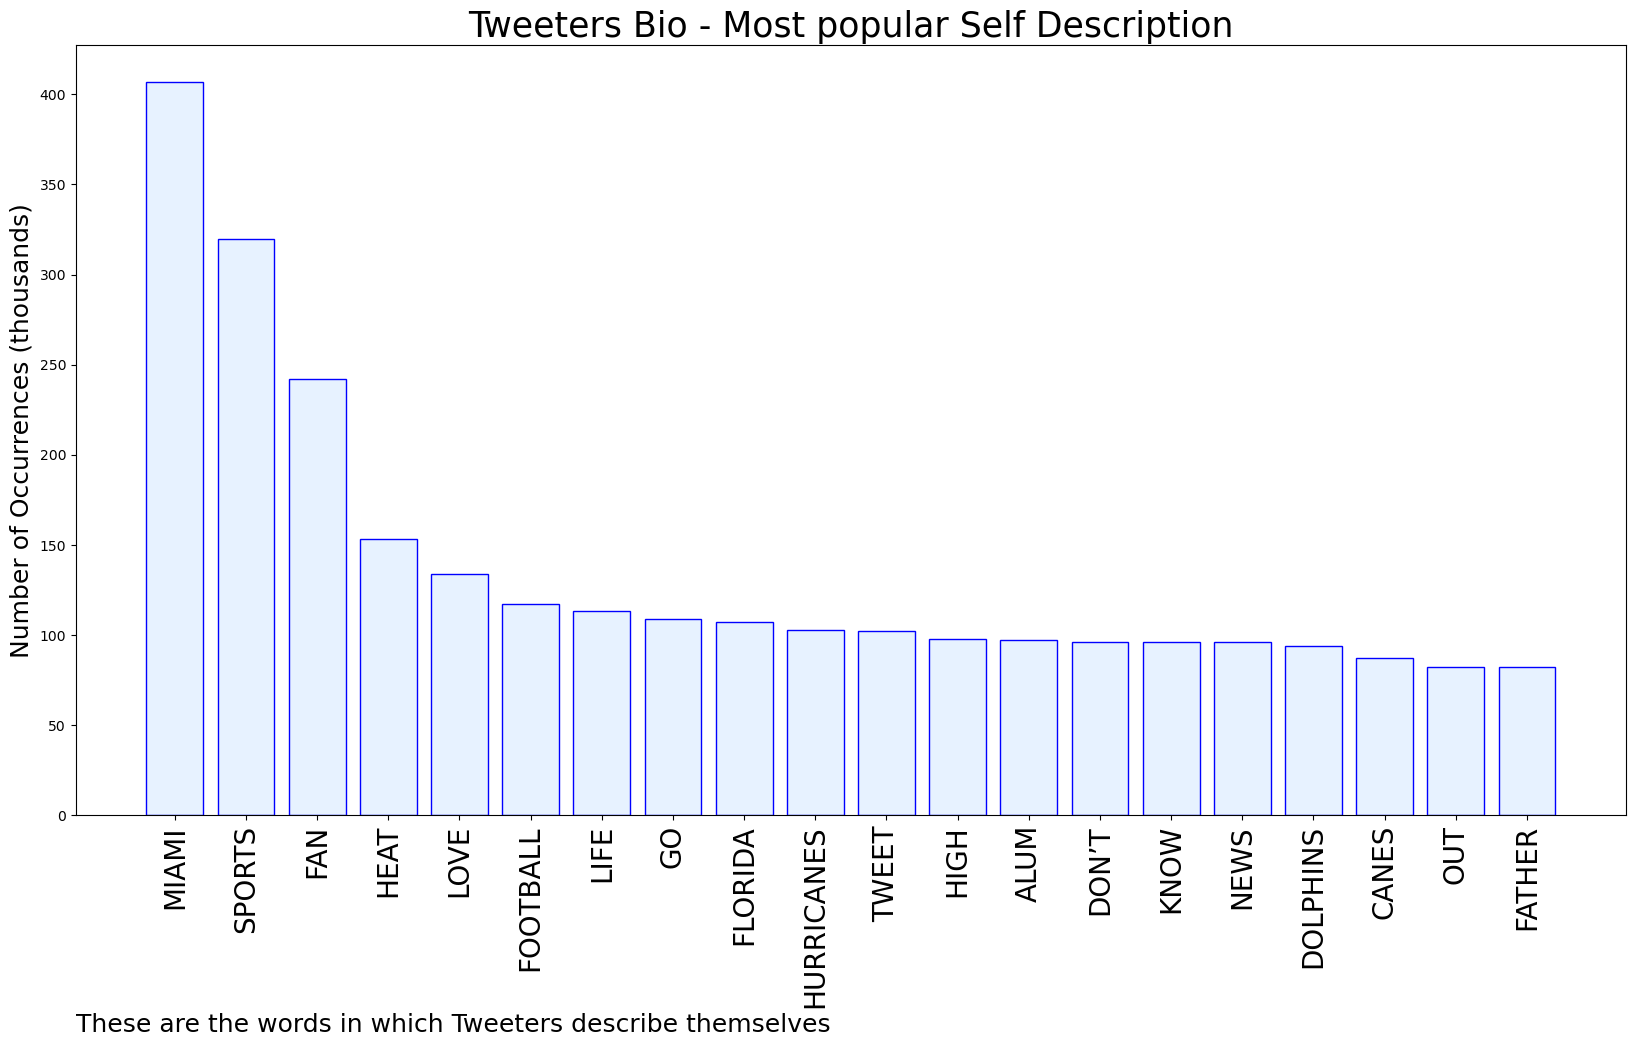 Tweeters Bio - Most popular Self Description
Number of Occurrences (thousands)
400
350
300
250
200
150
100
50
0
MIAMI
SPORTS
FAN
HEAT
LOVE
FOOTBALL
LIFE
GO
FLORIDA
HURRICANES
TWEET
HIGH
ALUM
DON’T
KNOW
NEWS
DOLPHINS
CANES
OUT
FATHER
These are the words in which Tweeters describe themselves